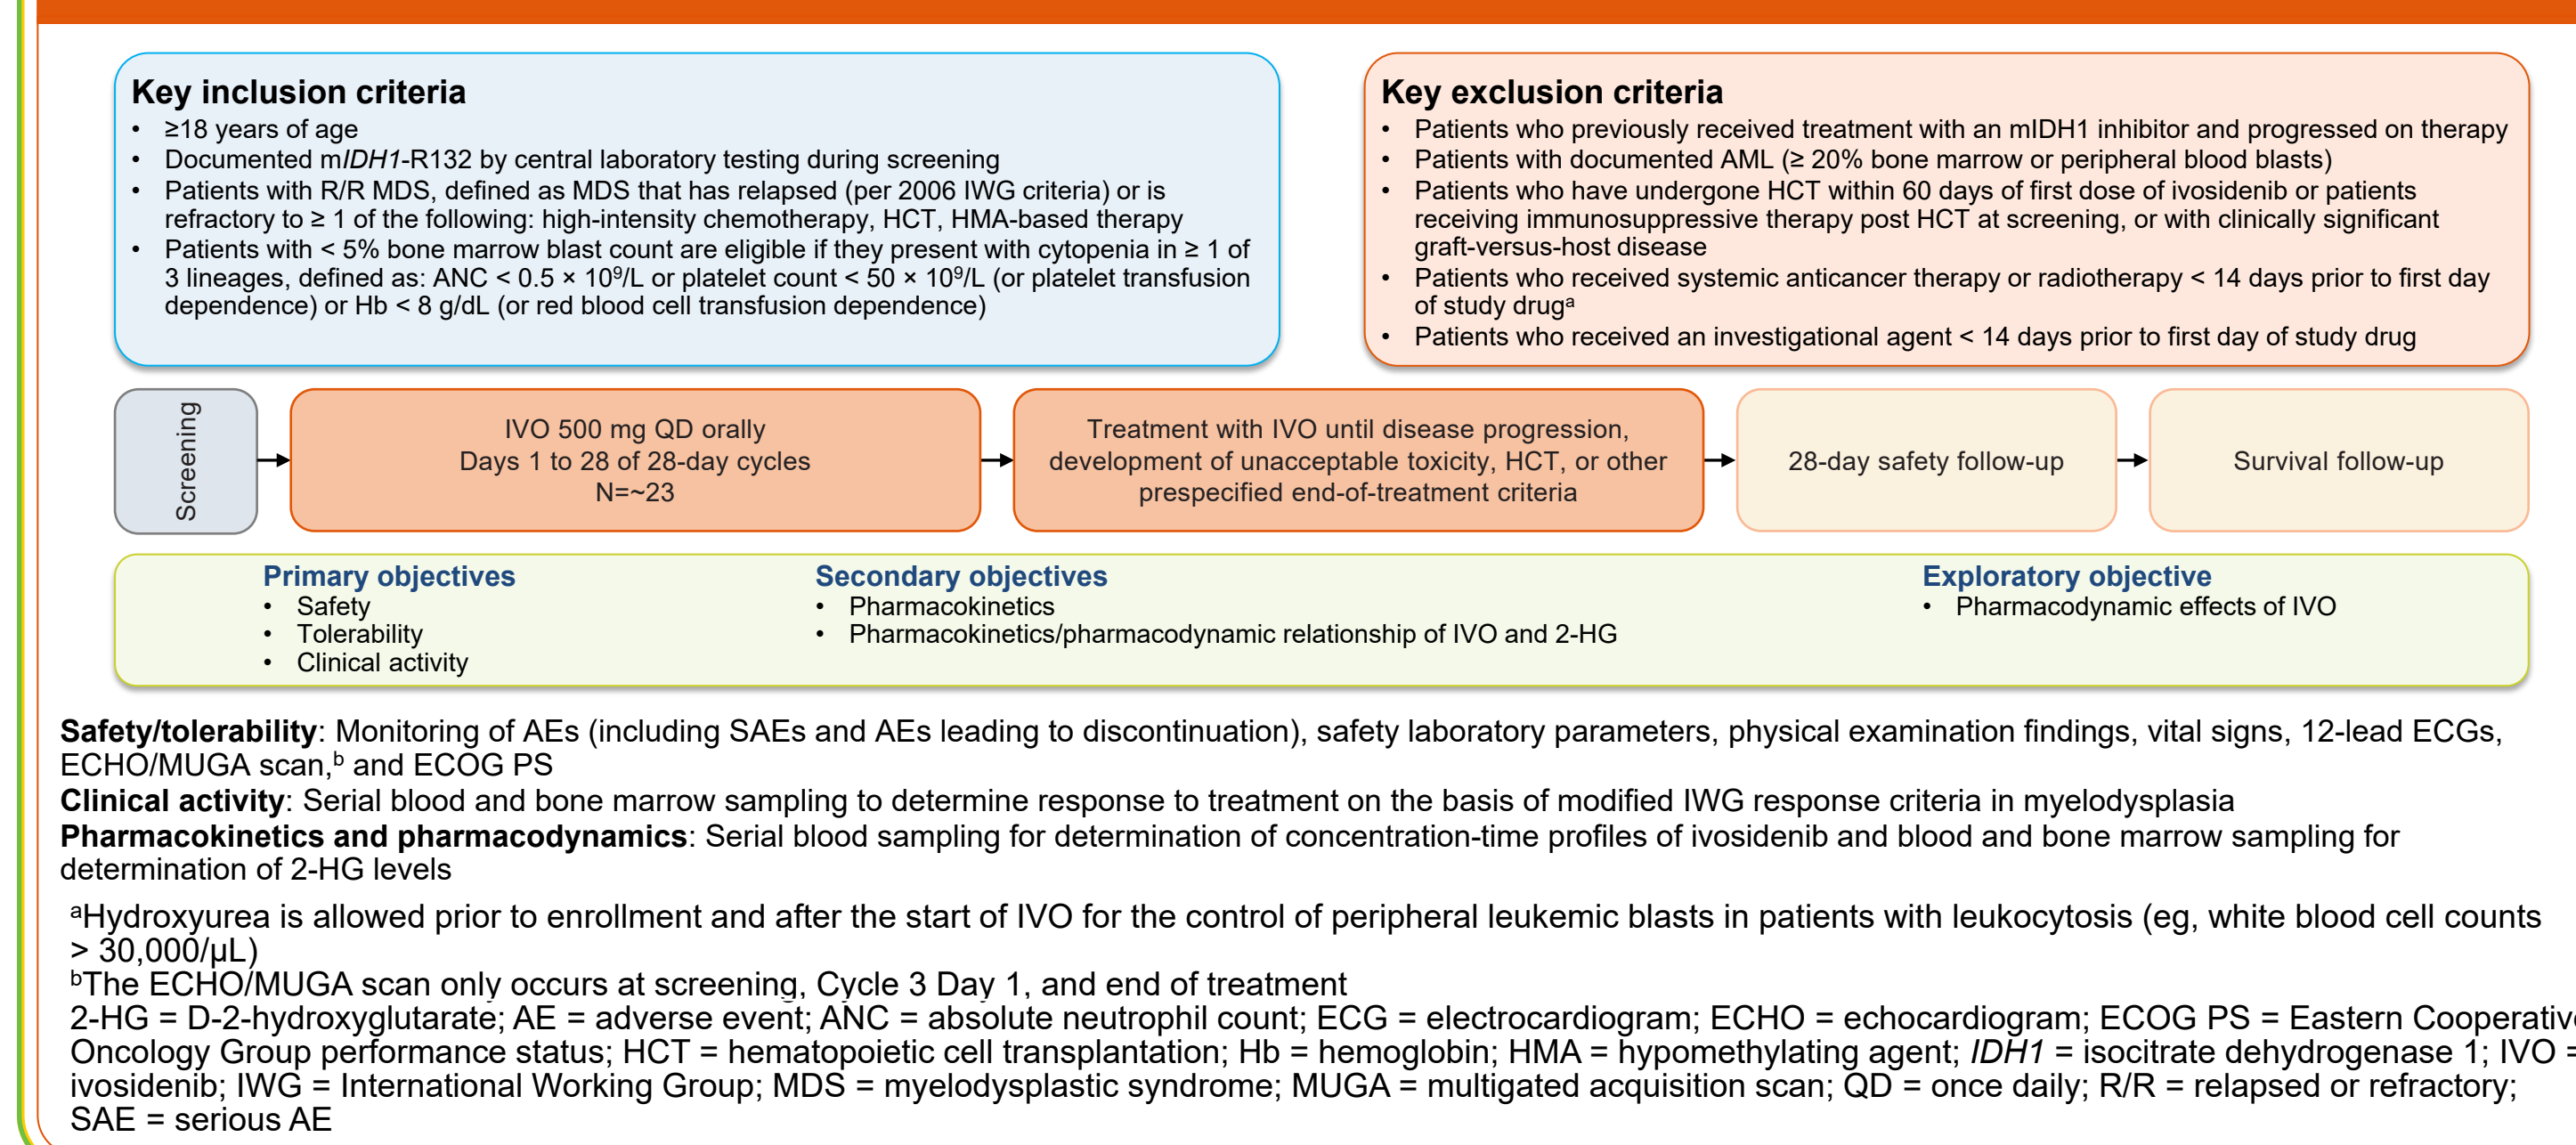 Key inclusion criteria
• ≥18 years of age
• Documented mIDH1-R132 by central laboratory testing during screening
• Patients with R/R MDS, defined as MDS that has relapsed (per 2006 IWG criteria) or is
refractory to ≥ 1 of the following: high-intensity chemotherapy, HCT, HMA-based therapy
• Patients with < 5% bone marrow blast count are eligible if they present with cytopenia in ≥ 1 of
3 lineages, defined as: ANC < 0.5 × 10⁹/L or platelet count < 50 × 10⁹/L (or platelet transfusion
dependence) or Hb < 8 g/dL (or red blood cell transfusion dependence)
Key exclusion criteria
• Patients who previously received treatment with an mIDH1 inhibitor and progressed on therapy
• Patients with documented AML (≥ 20% bone marrow or peripheral blood blasts)
• Patients who have undergone HCT within 60 days of first dose of ivosidenib or patients
receiving immunosuppressive therapy post HCT at screening, or with clinically significant
graft-versus-host disease
• Patients who received systemic anticancer therapy or radiotherapy < 14 days prior to first day
of study drugᵃ
• Patients who received an investigational agent < 14 days prior to first day of study drug
Screening
IVO 500 mg QD orally
Days 1 to 28 of 28-day cycles
N=~23
Treatment with IVO until disease progression,
development of unacceptable toxicity, HCT, or other
prespecified end-of-treatment criteria
28-day safety follow-up
Survival follow-up
Primary objectives
• Safety
• Tolerability
• Clinical activity
Secondary objectives
• Pharmacokinetics
• Pharmacokinetics/pharmacodynamic relationship of IVO and 2-HG
Exploratory objective
• Pharmacodynamic effects of IVO
Safety/tolerability: Monitoring of AEs (including SAEs and AEs leading to discontinuation), safety laboratory parameters, physical examination findings, vital signs, 12-lead ECGs,
ECHO/MUGA scan,ᵇ and ECOG PS
Clinical activity: Serial blood and bone marrow sampling to determine response to treatment on the basis of modified IWG response criteria in myelodysplasia
Pharmacokinetics and pharmacodynamics: Serial blood sampling for determination of concentration-time profiles of ivosidenib and blood and bone marrow sampling for
determination of 2-HG levels
ᵃHydroxyurea is allowed prior to enrollment and after the start of IVO for the control of peripheral leukemic blasts in patients with leukocytosis (eg, white blood cell counts
> 30,000/μL)
ᵇThe ECHO/MUGA scan only occurs at screening, Cycle 3 Day 1, and end of treatment
2-HG = D-2-hydroxyglutarate; AE = adverse event; ANC = absolute neutrophil count; ECG = electrocardiogram; ECHO = echocardiogram; ECOG PS = Eastern Cooperative
Oncology Group performance status; HCT = hematopoietic cell transplantation; Hb = hemoglobin; HMA = hypomethylating agent; IDH1 = isocitrate dehydrogenase 1; IVO =
ivosidenib; IWG = International Working Group; MDS = myelodysplastic syndrome; MUGA = multigated acquisition scan; QD = once daily; R/R = relapsed or refractory;
SAE = serious AE